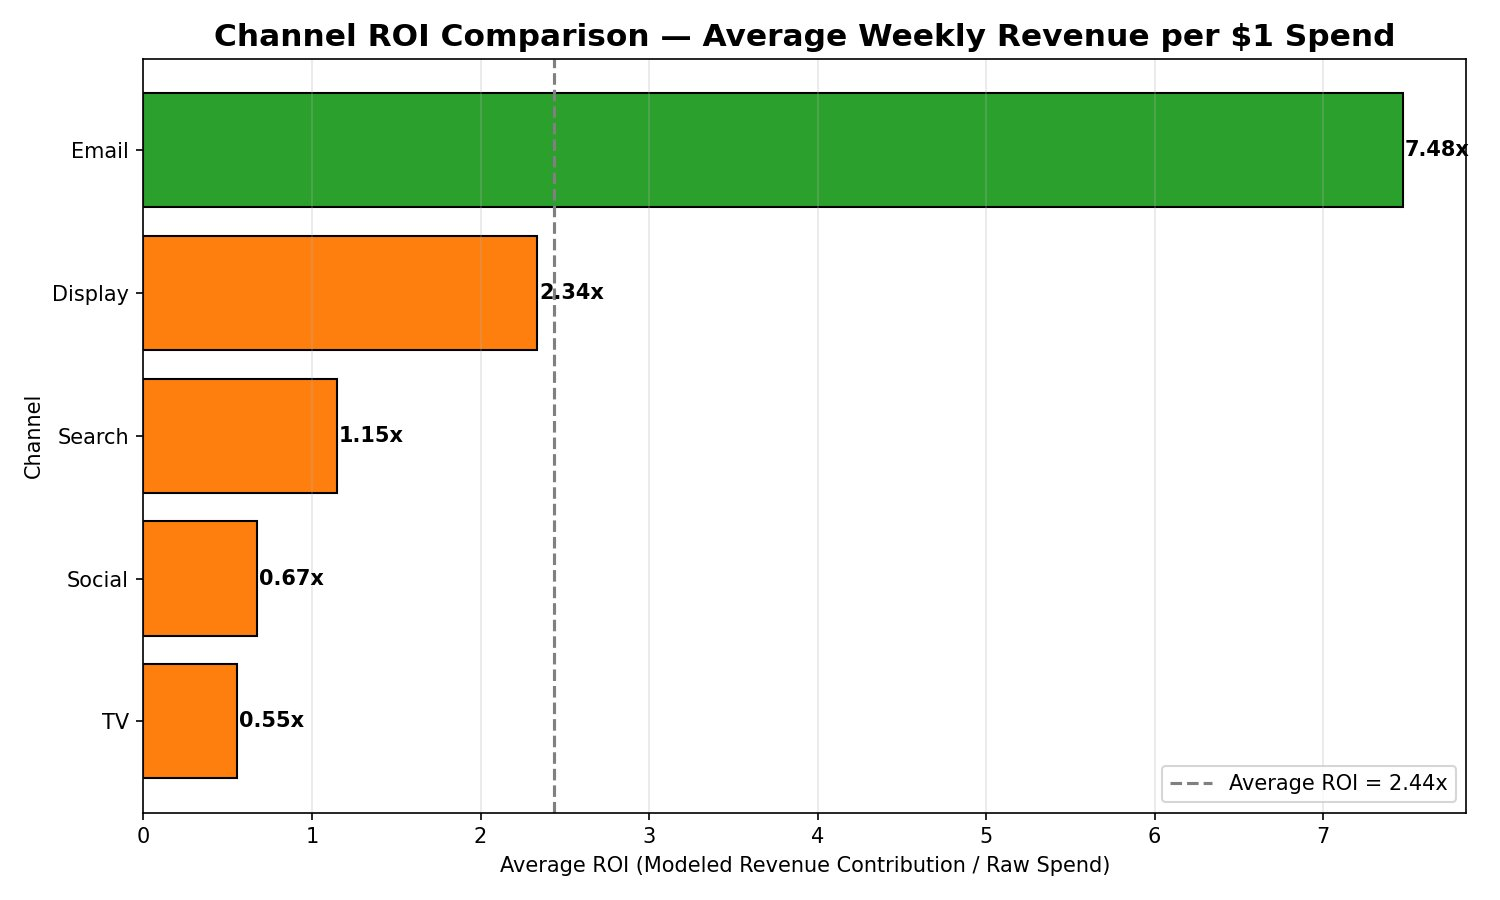 Channel ROI Comparison — Average Weekly Revenue per $1 Spend
Email
7.48x
Display
2.34x
Search
1.15x
Social
0.67x
TV
0.55x
Channel
Average ROI = 2.44x
0 1 2 3 4 5 6 7
Average ROI (Modeled Revenue Contribution / Raw Spend)